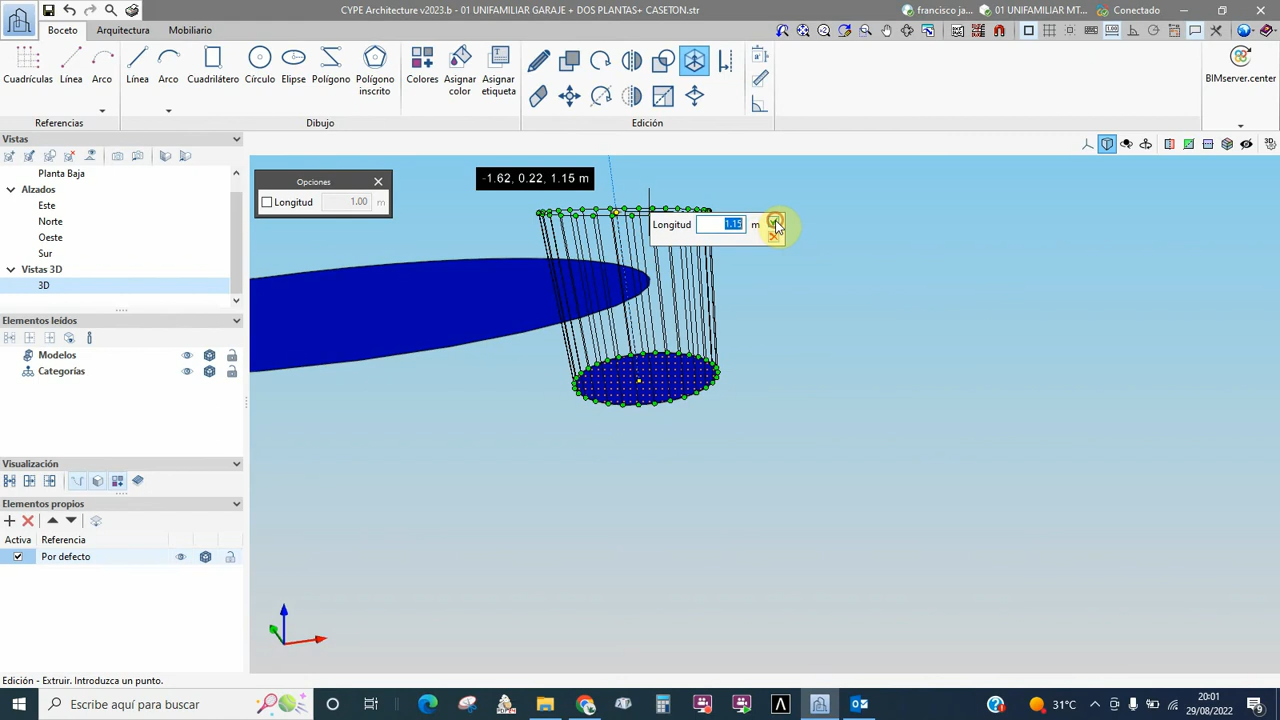 CYPE Architecture v2023.b - 01 UNIFAMILIAR GARAJE + DOS PLANTAS+ CASETON.str
francisco ja...
01 UNIFAMILIAR MT...
Conectado
Boceto
Arquitectura
Mobiliario
Cuadrículas
Línea
Arco
Línea
Arco
Cuadrilátero
Círculo
Elipse
Polígono
Polígono
inscrito
Colores
Asignar
color
Asignar
etiqueta
BIMserver.center
Referencias
Dibujo
Edición
Vistas
Planta Baja
Alzados
Este
Norte
Oeste
Sur
Vistas 3D
3D
Elementos leídos
Modelos
Categorías
Visualización
Elementos propios
Activa
Referencia
Por defecto
Opciones
Longitud
1.00
m
-1.62, 0.22, 1.15 m
Longitud
1.15
m
Edición - Extruir. Introduzca un punto.
Escribe aquí para buscar
31°C
20:01
29/08/2022